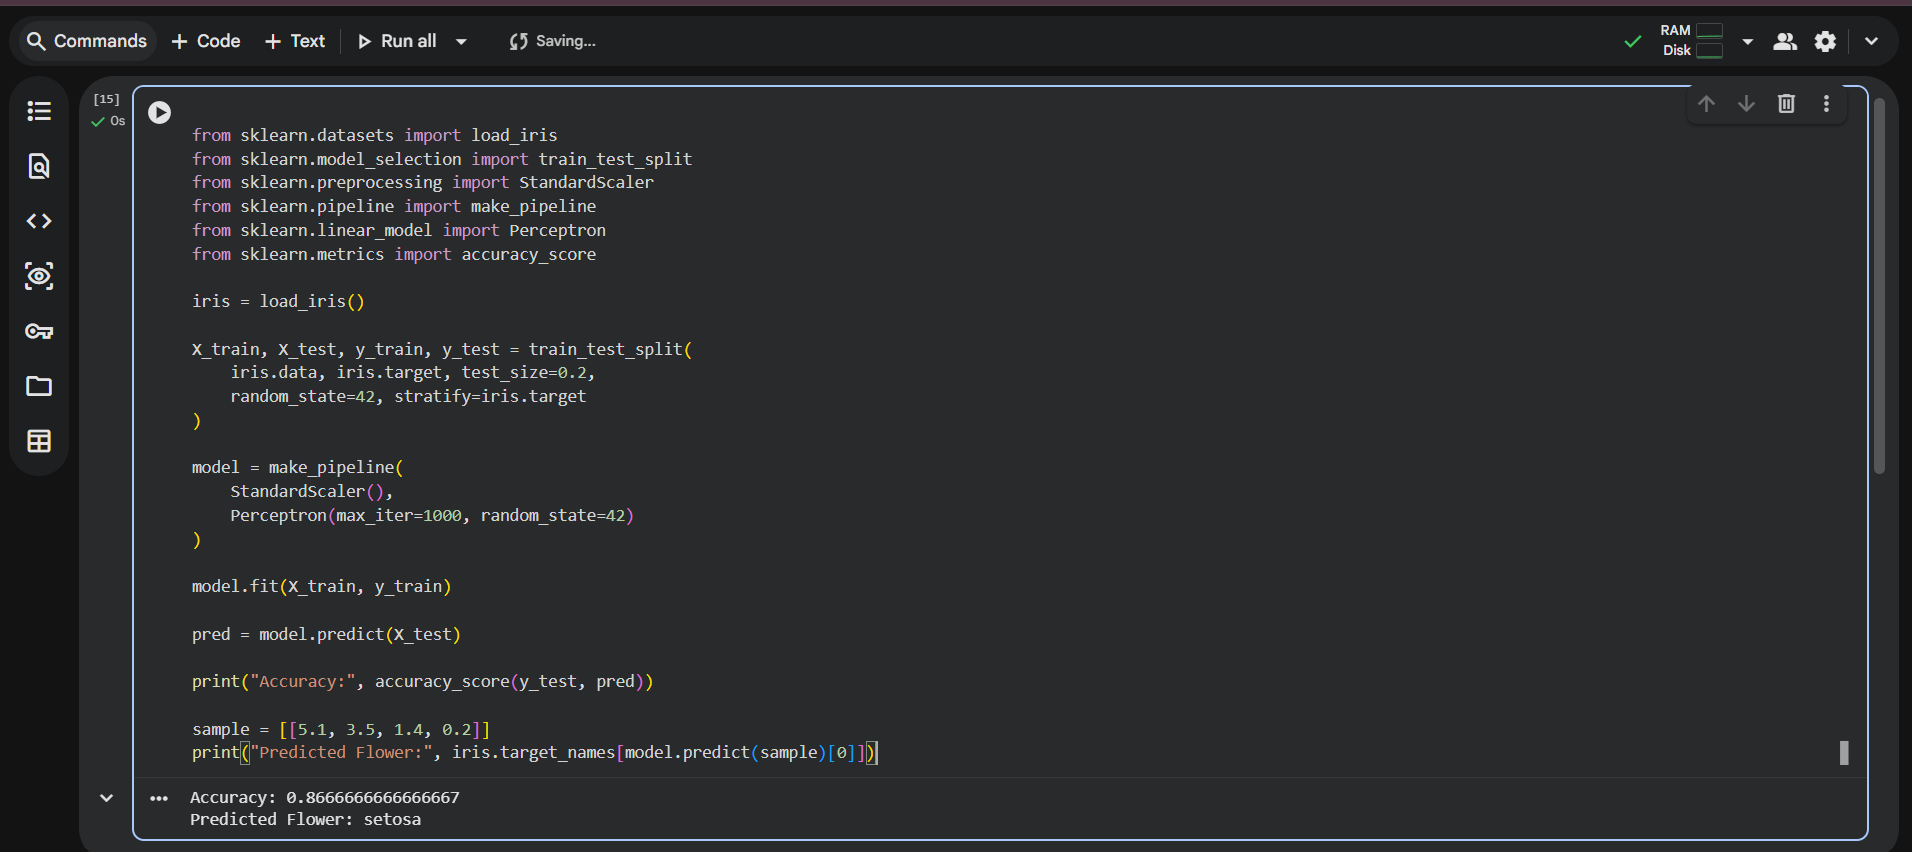 Commands + Code + Text Run all Saving...
RAM
Disk
[15]
0s
from sklearn.datasets import load_iris
from sklearn.model_selection import train_test_split
from sklearn.preprocessing import StandardScaler
from sklearn.pipeline import make_pipeline
from sklearn.linear_model import Perceptron
from sklearn.metrics import accuracy_score
iris = load_iris()
X_train, X_test, y_train, y_test = train_test_split(
    iris.data, iris.target, test_size=0.2,
    random_state=42, stratify=iris.target
)
model = make_pipeline(
    StandardScaler(),
    Perceptron(max_iter=1000, random_state=42)
)
model.fit(X_train, y_train)
pred = model.predict(X_test)
print("Accuracy:", accuracy_score(y_test, pred))
sample = [[5.1, 3.5, 1.4, 0.2]]
print("Predicted Flower:", iris.target_names[model.predict(sample)[0]])
Accuracy: 0.8666666666666667
Predicted Flower: setosa